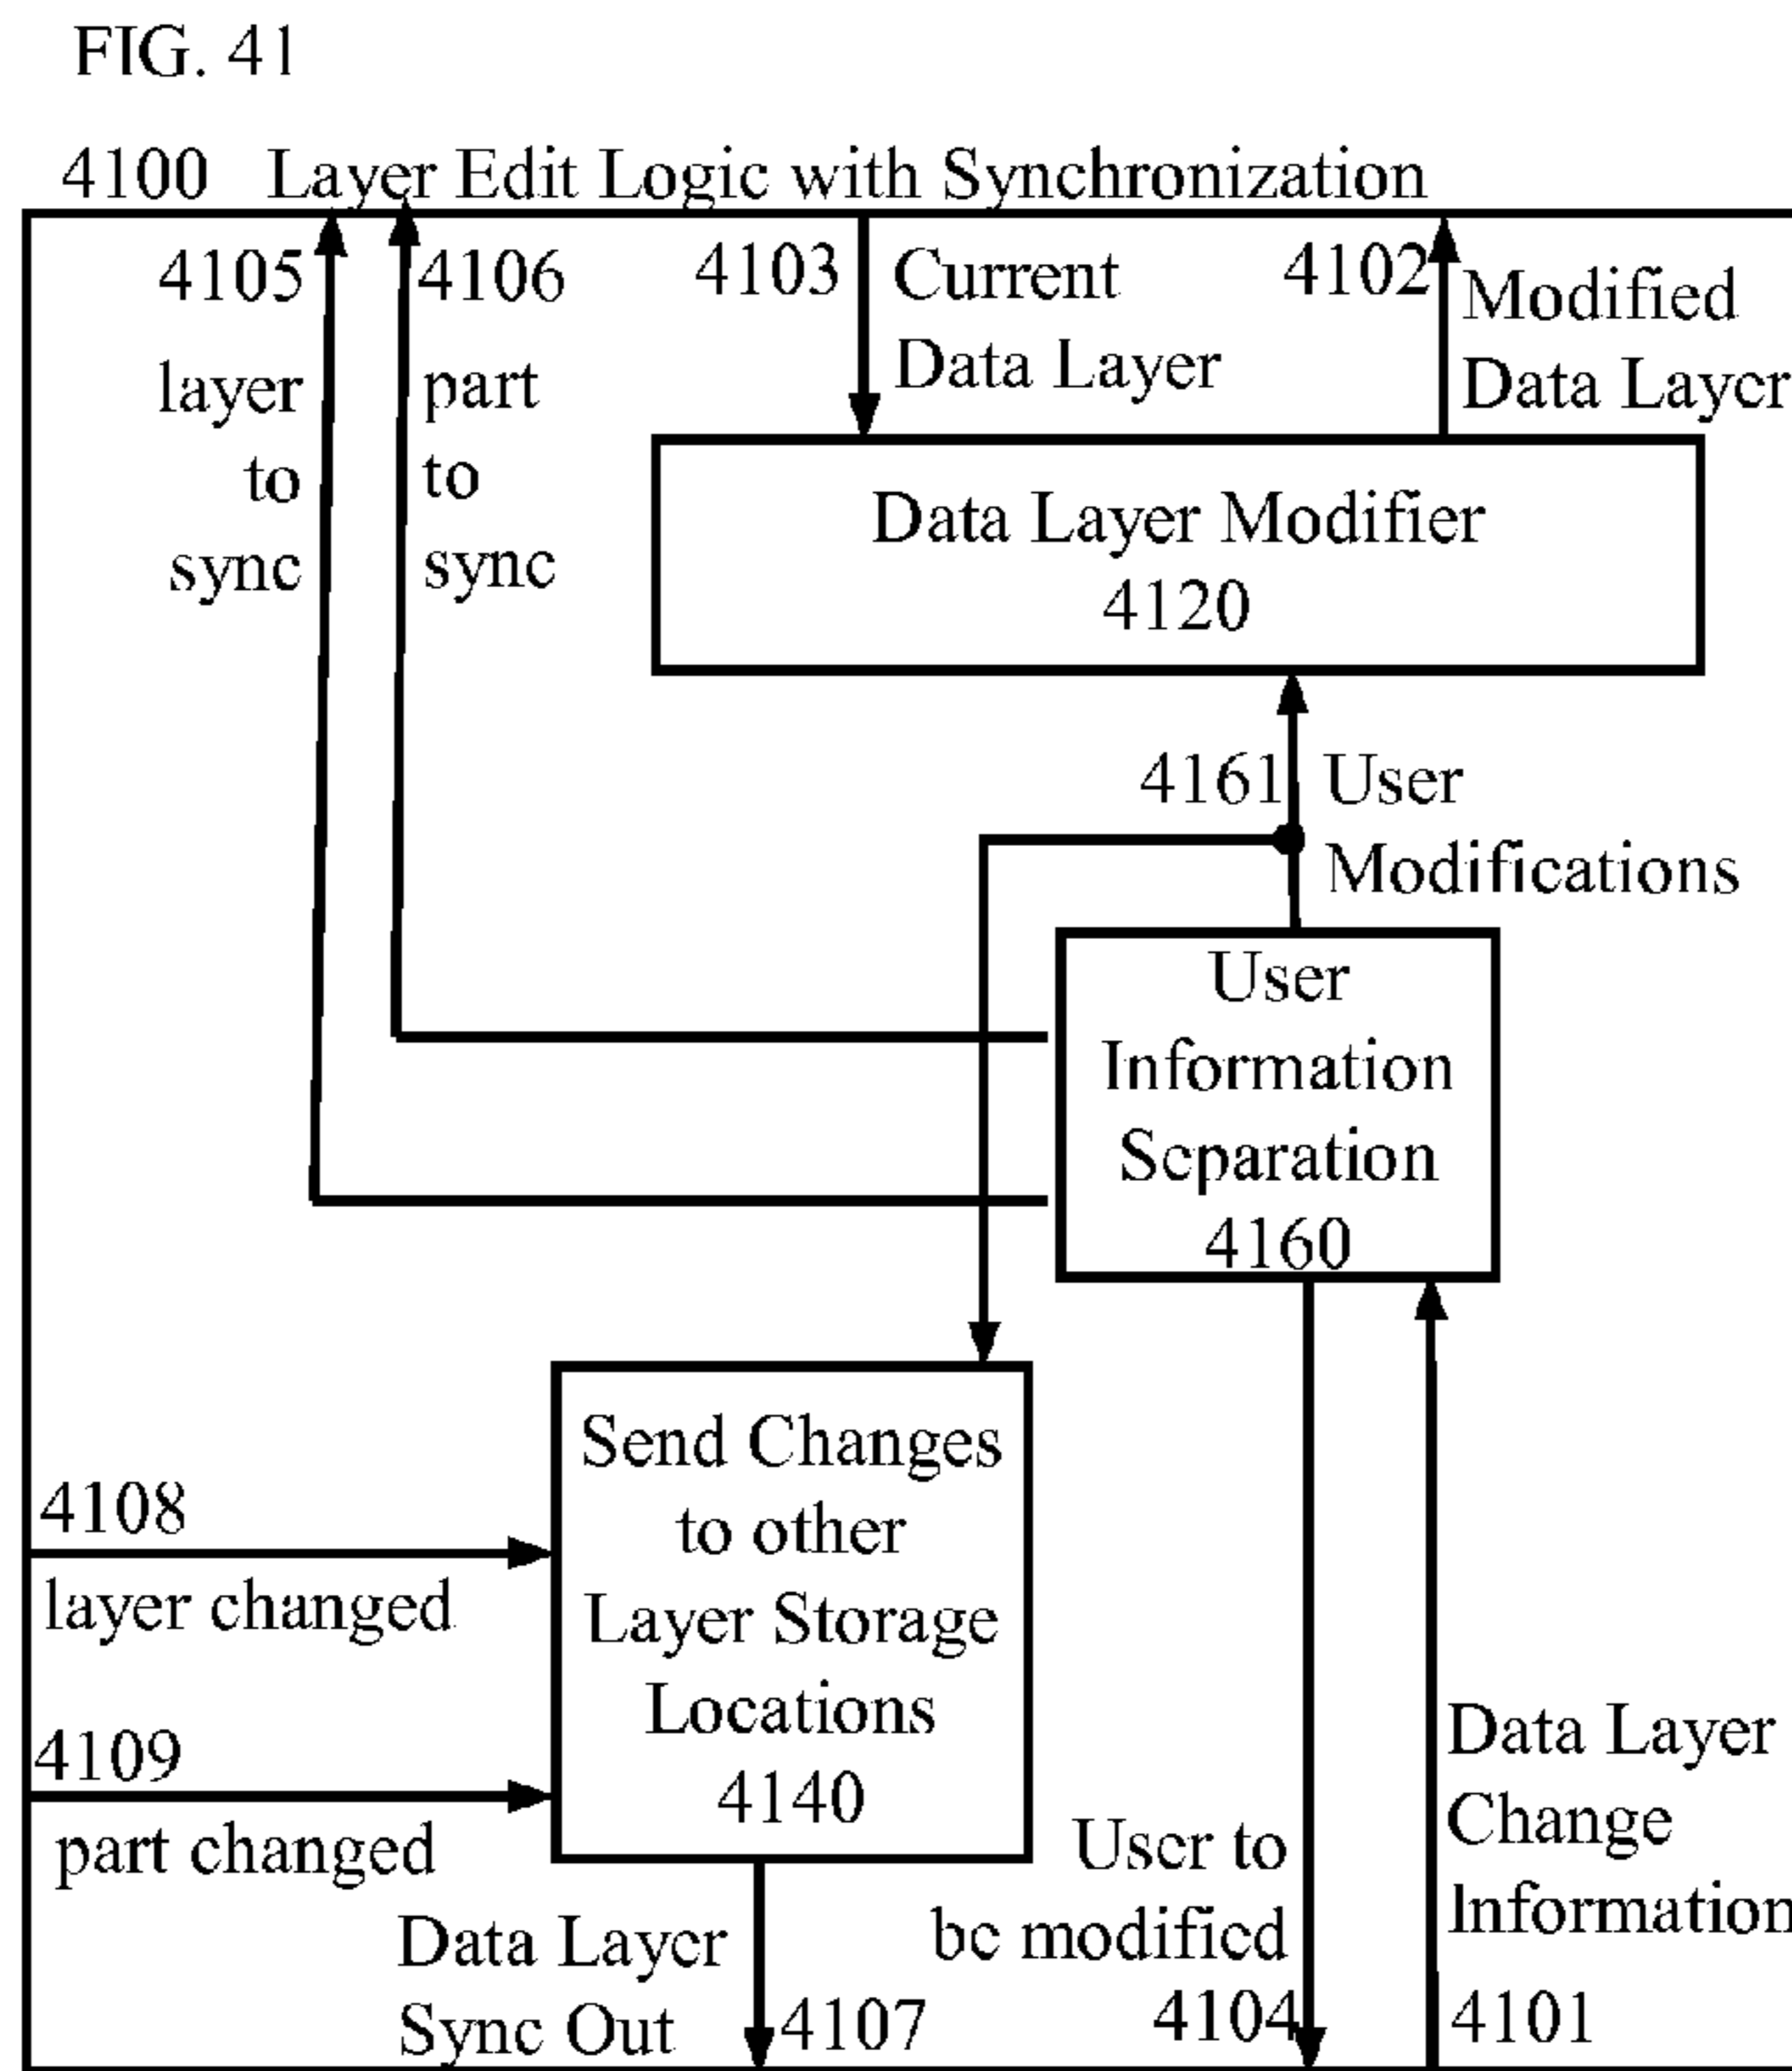 FIG. 41
4100 Layer Edit Logic with Synchronization
4105
layer
to
sync
4106
part
to
sync
4103
Current
Data Layer
4102
Modified
Data Layer
Data Layer Modifier
4120
4161
User
Modifications
User
Information
Separation
4160
Send Changes
to other
Layer Storage
Locations
4140
4108
layer changed
4109
part changed
Data Layer
Sync Out
4107
User to
be modified
4104
Data Layer
Change
Information
4101